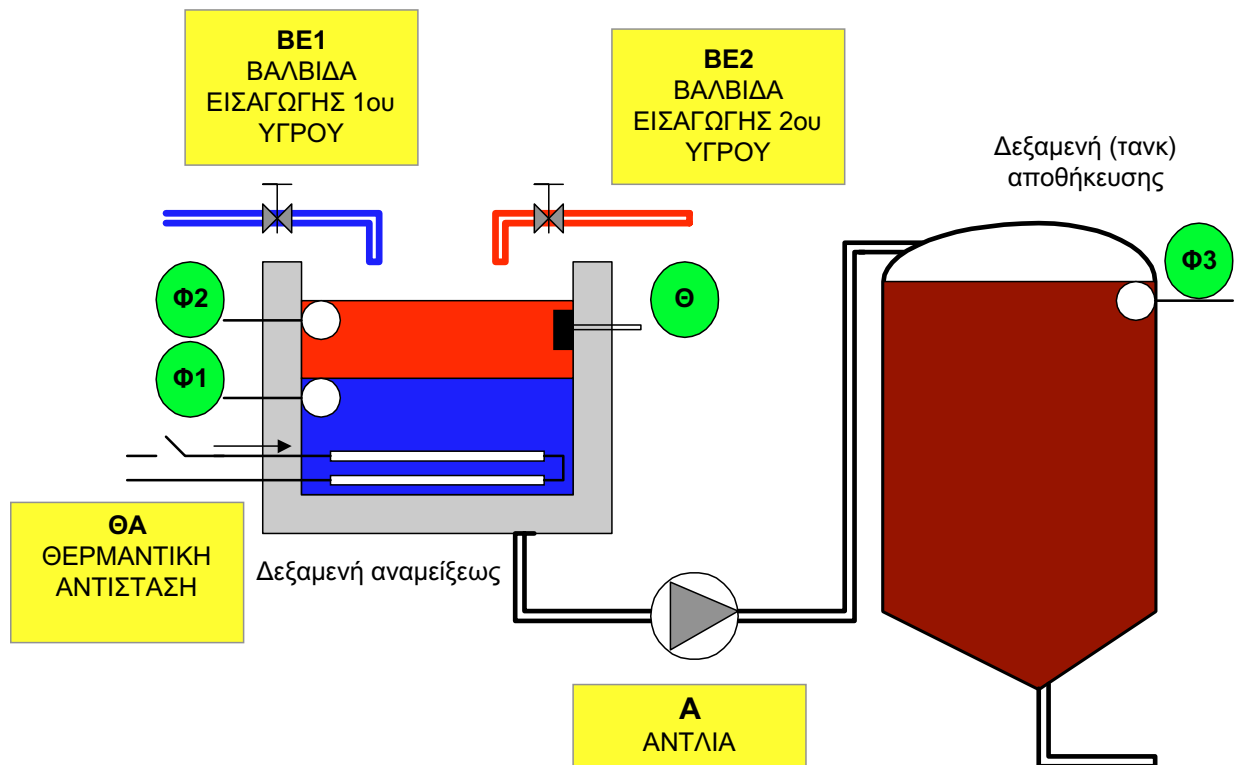 ΒΕ1
ΒΑΛΒΙΔΑ
ΕΙΣΑΓΩΓΗΣ 1ου
ΥΓΡΟΥ
ΒΕ2
ΒΑΛΒΙΔΑ
ΕΙΣΑΓΩΓΗΣ 2ου
ΥΓΡΟΥ
Δεξαμενή (τανκ)
αποθήκευσης
Φ2
Θ
Φ3
Φ1
ΘΑ
ΘΕΡΜΑΝΤΙΚΗ
ΑΝΤΙΣΤΑΣΗ
Δεξαμενή αναμείξεως
Α
ΑΝΤΛΙΑ